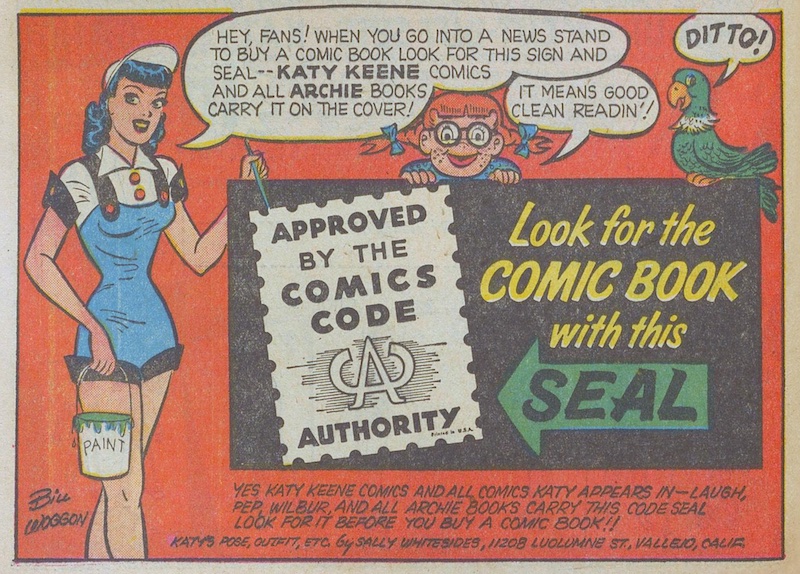 HEY, FANS! WHEN YOU GO INTO A NEWS STAND
TO BUY A COMIC BOOK LOOK FOR THIS SIGN AND
SEAL--KATY KEENE COMICS
AND ALL ARCHIE BOOKS
CARRY IT ON THE COVER!
IT MEANS GOOD
CLEAN READIN'!
DITTO!
APPROVED
BY THE
COMICS
CODE
CA
AUTHORITY
Printed in U.S.A.
Look for the
COMIC BOOK
with this
SEAL
PAINT
Bill
WOGGON
YES KATY KEENE COMICS AND ALL COMICS KATY APPEARS IN—LAUGH,
PEP, WILBUR, AND ALL ARCHIE BOOKS CARRY THIS CODE SEAL
LOOK FOR IT BEFORE YOU BUY A COMIC BOOK!!
KATY'S POSE, OUTFIT, ETC. by SALLY WHITESIDES, 11208 LUOLUMNE ST., VALLEJO, CALIF.